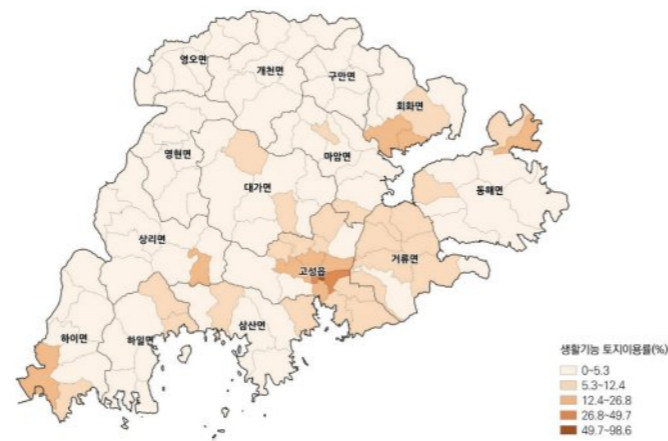 영오면
개천면
구만면
회화면
영현면
마암면
대가면
동해면
상리면
거류면
고성읍
하이면
하일면
삼산면
생활기능 토지이용률(%)
0~5.3
5.3~12.4
12.4~26.8
26.8~49.7
49.7~98.6